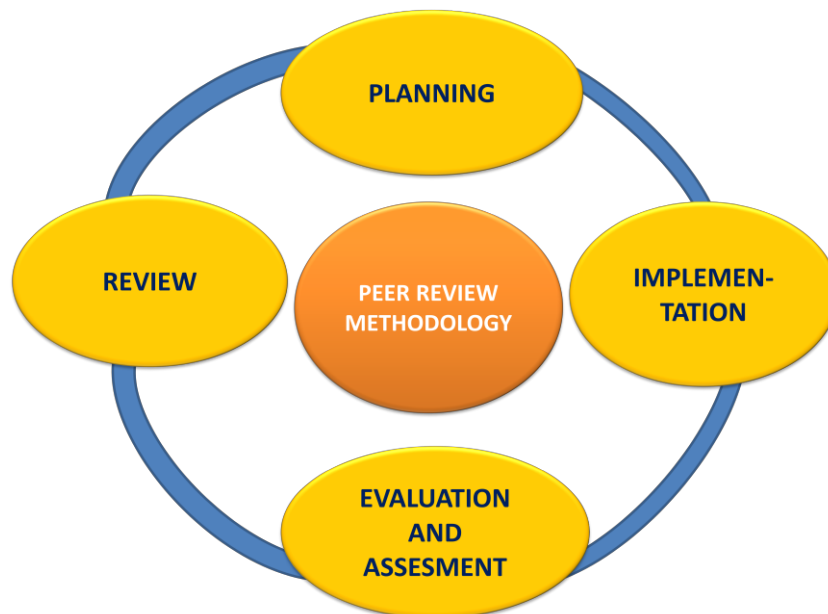 PLANNING
REVIEW
PEER REVIEW
METHODOLOGY
IMPLEMEN-
TATION
EVALUATION
AND
ASSESMENT